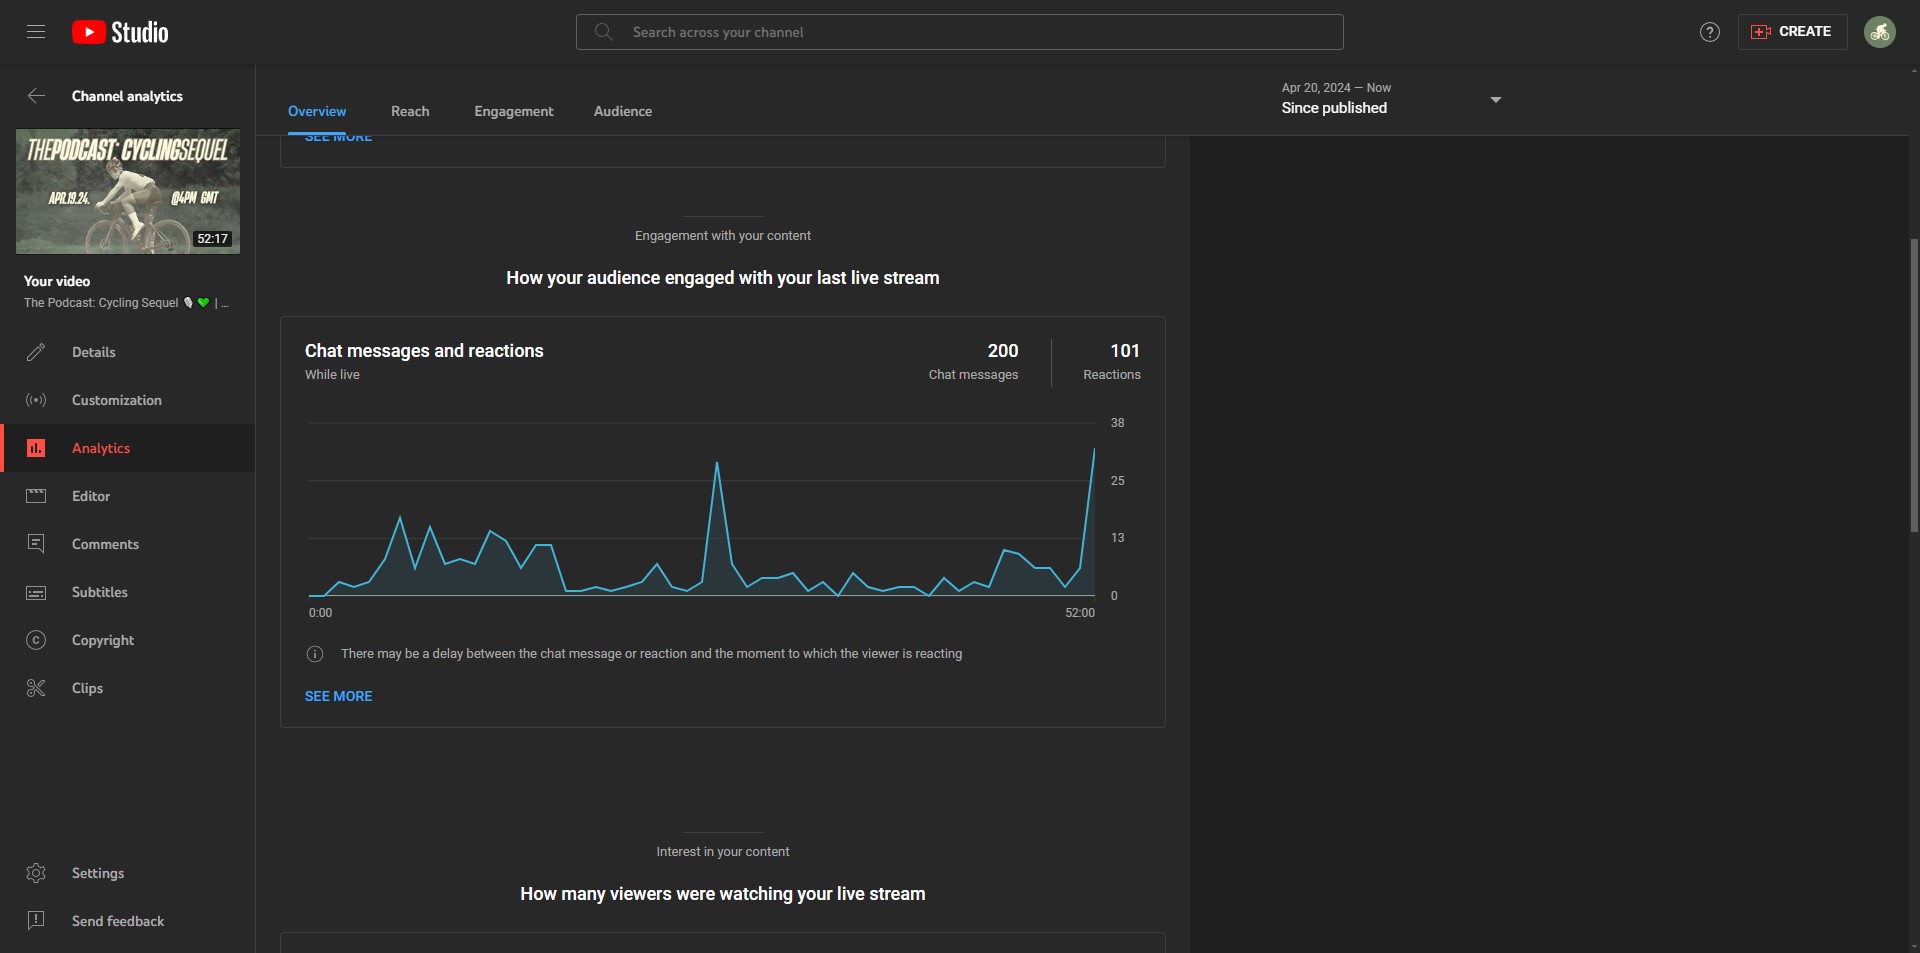 Studio
Search across your channel
CREATE
Channel analytics
THEPODCAST: CYCLINGSEQUEL
APR.19.24. @4PM GMT
52:17
Your video
The Podcast: Cycling Sequel 🎙️💚 | ...
Details
Customization
Analytics
Editor
Comments
Subtitles
Copyright
Clips
Settings
Send feedback
Overview Reach Engagement Audience
Apr 20, 2024 — Now
Since published
SEE MORE
Engagement with your content
How your audience engaged with your last live stream
Chat messages and reactions
While live
200
Chat messages
101
Reactions
38
25
13
0
0:00 52:00
There may be a delay between the chat message or reaction and the moment to which the viewer is reacting
SEE MORE
Interest in your content
How many viewers were watching your live stream